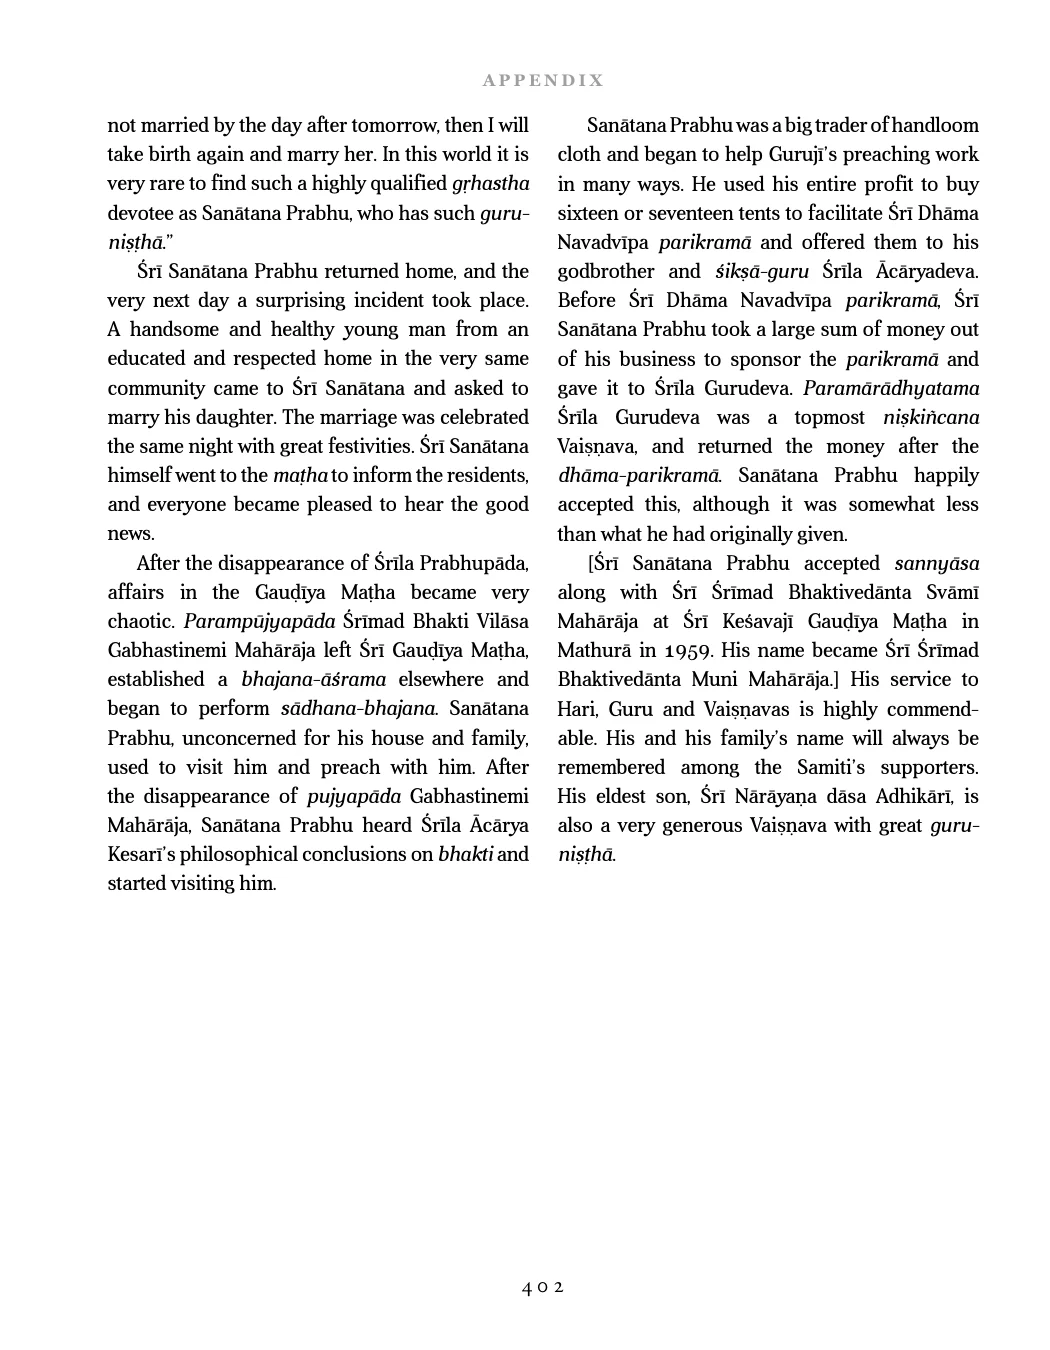 APPENDIX
not married by the day after tomorrow, then I will
take birth again and marry her. In this world it is
very rare to find such a highly qualified gṛhastha
devotee as Sanātana Prabhu, who has such guru-
niṣṭhā.”
Śrī Sanātana Prabhu returned home, and the
very next day a surprising incident took place.
A handsome and healthy young man from an
educated and respected home in the very same
community came to Śrī Sanātana and asked to
marry his daughter. The marriage was celebrated
the same night with great festivities. Śrī Sanātana
himself went to the maṭha to inform the residents,
and everyone became pleased to hear the good
news.
After the disappearance of Śrīla Prabhupāda,
affairs in the Gauḍīya Maṭha became very
chaotic. Parampūjyapāda Śrīmad Bhakti Vilāsa
Gabhastinemi Mahārāja left Śrī Gauḍīya Maṭha,
established a bhajana-āśrama elsewhere and
began to perform sādhana-bhajana. Sanātana
Prabhu, unconcerned for his house and family,
used to visit him and preach with him. After
the disappearance of pujyapāda Gabhastinemi
Mahārāja, Sanātana Prabhu heard Śrīla Ācārya
Kesarī’s philosophical conclusions on bhakti and
started visiting him.
Sanātana Prabhu was a big trader of handloom
cloth and began to help Gurujī’s preaching work
in many ways. He used his entire profit to buy
sixteen or seventeen tents to facilitate Śrī Dhāma
Navadvīpa parikramā and offered them to his
godbrother and śikṣā-guru Śrīla Ācāryadeva.
Before Śrī Dhāma Navadvīpa parikramā, Śrī
Sanātana Prabhu took a large sum of money out
of his business to sponsor the parikramā and
gave it to Śrīla Gurudeva. Paramārādhyatama
Śrīla Gurudeva was a topmost niṣkiñcana
Vaiṣṇava, and returned the money after the
dhāma-parikramā. Sanātana Prabhu happily
accepted this, although it was somewhat less
than what he had originally given.
[Śrī Sanātana Prabhu accepted sannyāsa
along with Śrī Śrīmad Bhaktivedānta Svāmī
Mahārāja at Śrī Keśavajī Gauḍīya Maṭha in
Mathurā in 1959. His name became Śrī Śrīmad
Bhaktivedānta Muni Mahārāja.] His service to
Hari, Guru and Vaiṣṇavas is highly commend-
able. His and his family’s name will always be
remembered among the Samiti’s supporters.
His eldest son, Śrī Nārāyaṇa dāsa Adhikārī, is
also a very generous Vaiṣṇava with great guru-
niṣṭhā.
402